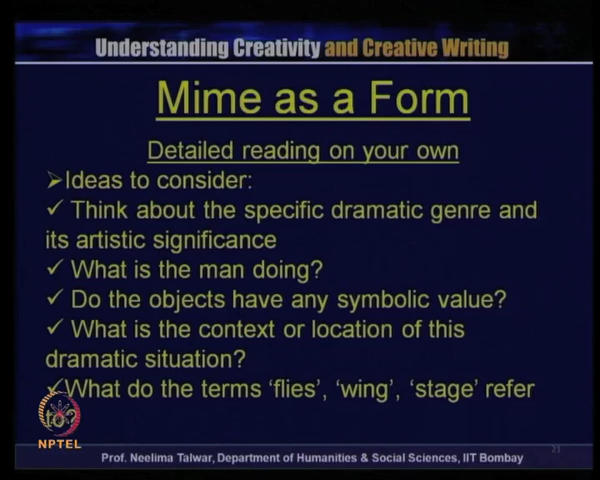 Understanding Creativity and Creative Writing
Mime as a Form
Detailed reading on your own
➢Ideas to consider:
✓ Think about the specific dramatic genre and
its artistic significance
✓ What is the man doing?
✓ Do the objects have any symbolic value?
✓ What is the context or location of this
dramatic situation?
✓What do the terms ‘flies’, ‘wing’, ‘stage’ refer
NPTEL
21
Prof. Neelima Talwar, Department of Humanities & Social Sciences, IIT Bombay